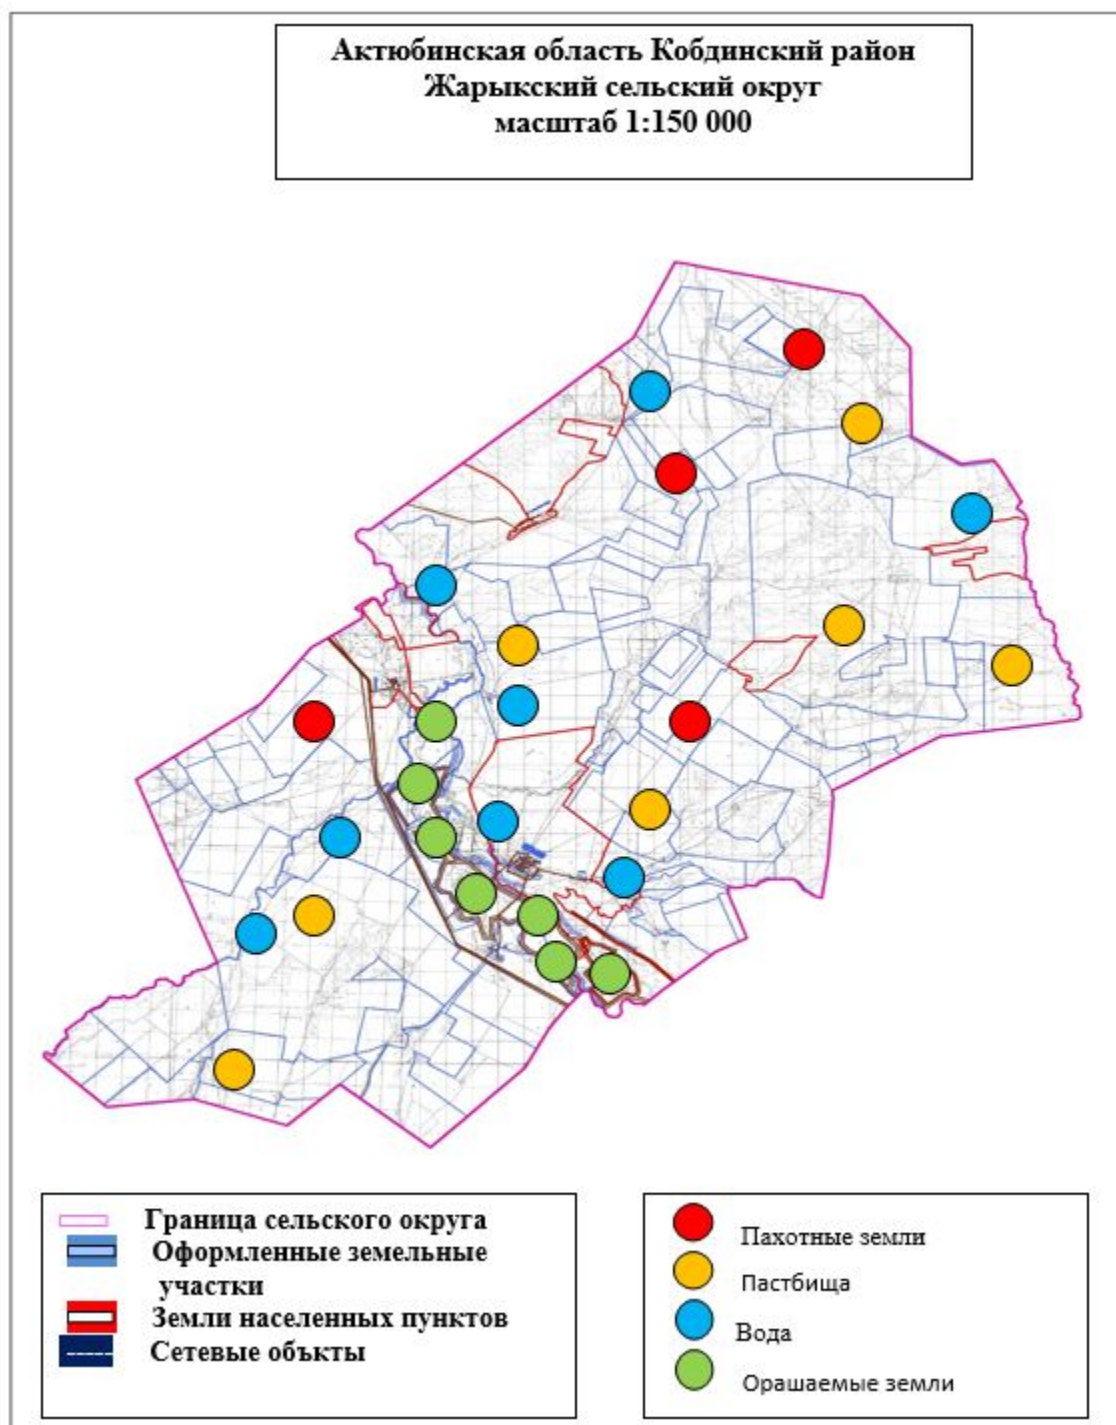 Актюбинская область Кобдинский район
Жарыкский сельский округ
масштаб 1:150 000
Граница сельского округа
Оформленные земельные
участки
Земли населенных пунктов
Сетевые объкты
Пахотные земли
Пастбища
Вода
Орашаемые земли